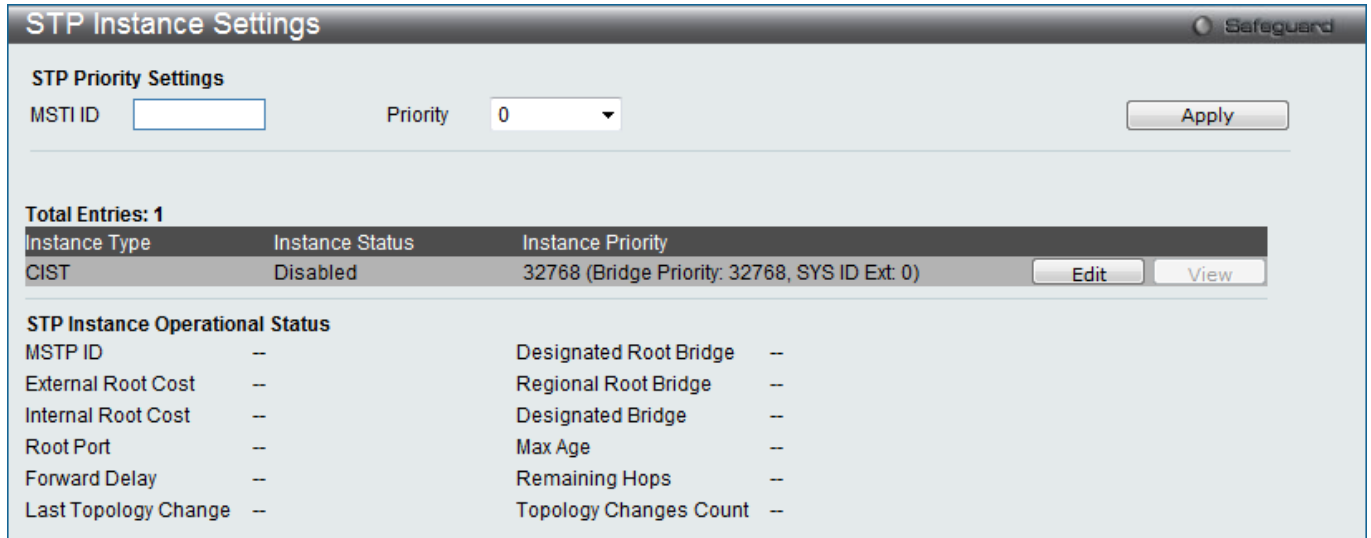 STP Instance Settings
Safeguard
STP Priority Settings
MSTI ID Priority 0 Apply
Total Entries: 1
Instance Type Instance Status Instance Priority
CIST Disabled 32768 (Bridge Priority: 32768, SYS ID Ext: 0) Edit View
STP Instance Operational Status
MSTP ID -- Designated Root Bridge --
External Root Cost -- Regional Root Bridge --
Internal Root Cost -- Designated Bridge --
Root Port -- Max Age --
Forward Delay -- Remaining Hops --
Last Topology Change -- Topology Changes Count --